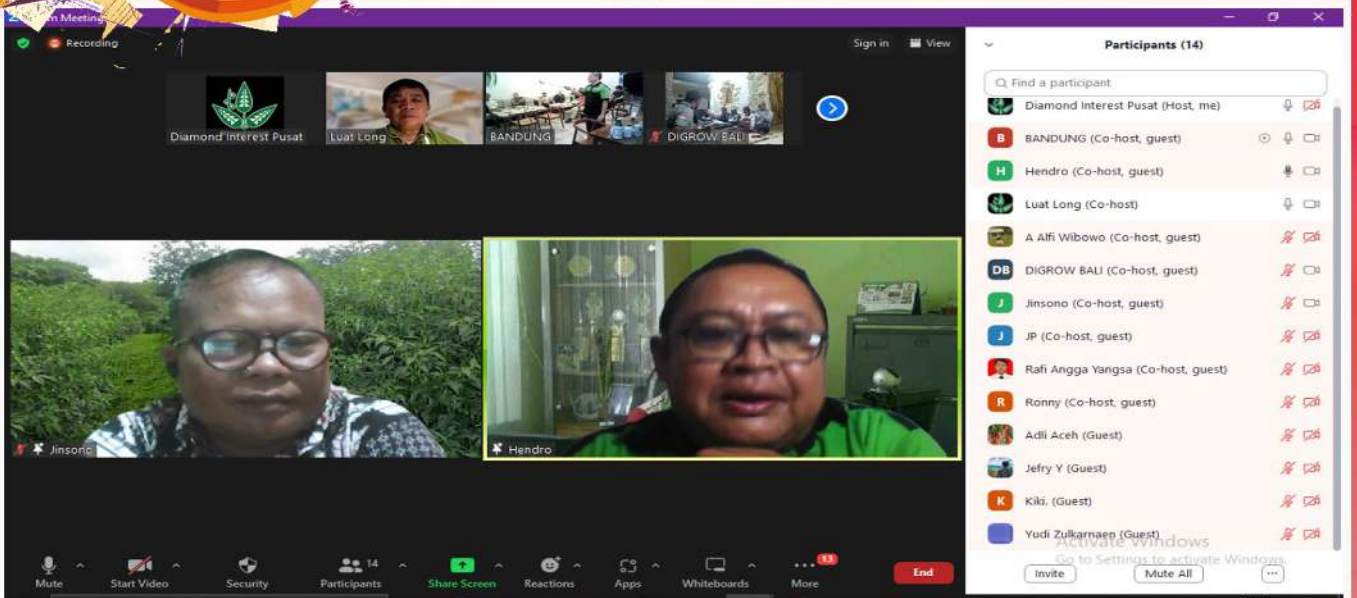 Meeting
Recording
Sign in
View
Diamond Interest Pusat
Luat Long
BANDUNG
DIGROW BALI
Jinsono
Hendro
Mute
Start Video
Security
Participants
14
Share Screen
Reactions
Apps
Whiteboards
More
13
End
Participants (14)
Find a participant
Diamond Interest Pusat (Host, me)
B BANDUNG (Co-host, guest)
H Hendro (Co-host, guest)
Luat Long (Co-host)
A Alfi Wibowo (Co-host, guest)
DB DIGROW BALI (Co-host, guest)
J Jinsono (Co-host, guest)
J JP (Co-host, guest)
Rafi Angga Yangsa (Co-host, guest)
R Ronny (Co-host, guest)
Adli Aceh (Guest)
Jefry Y (Guest)
K Kiki. (Guest)
Yudi Zulkarnaen (Guest)
Activate Windows
Go to Settings to activate Windows.
Invite
Mute All